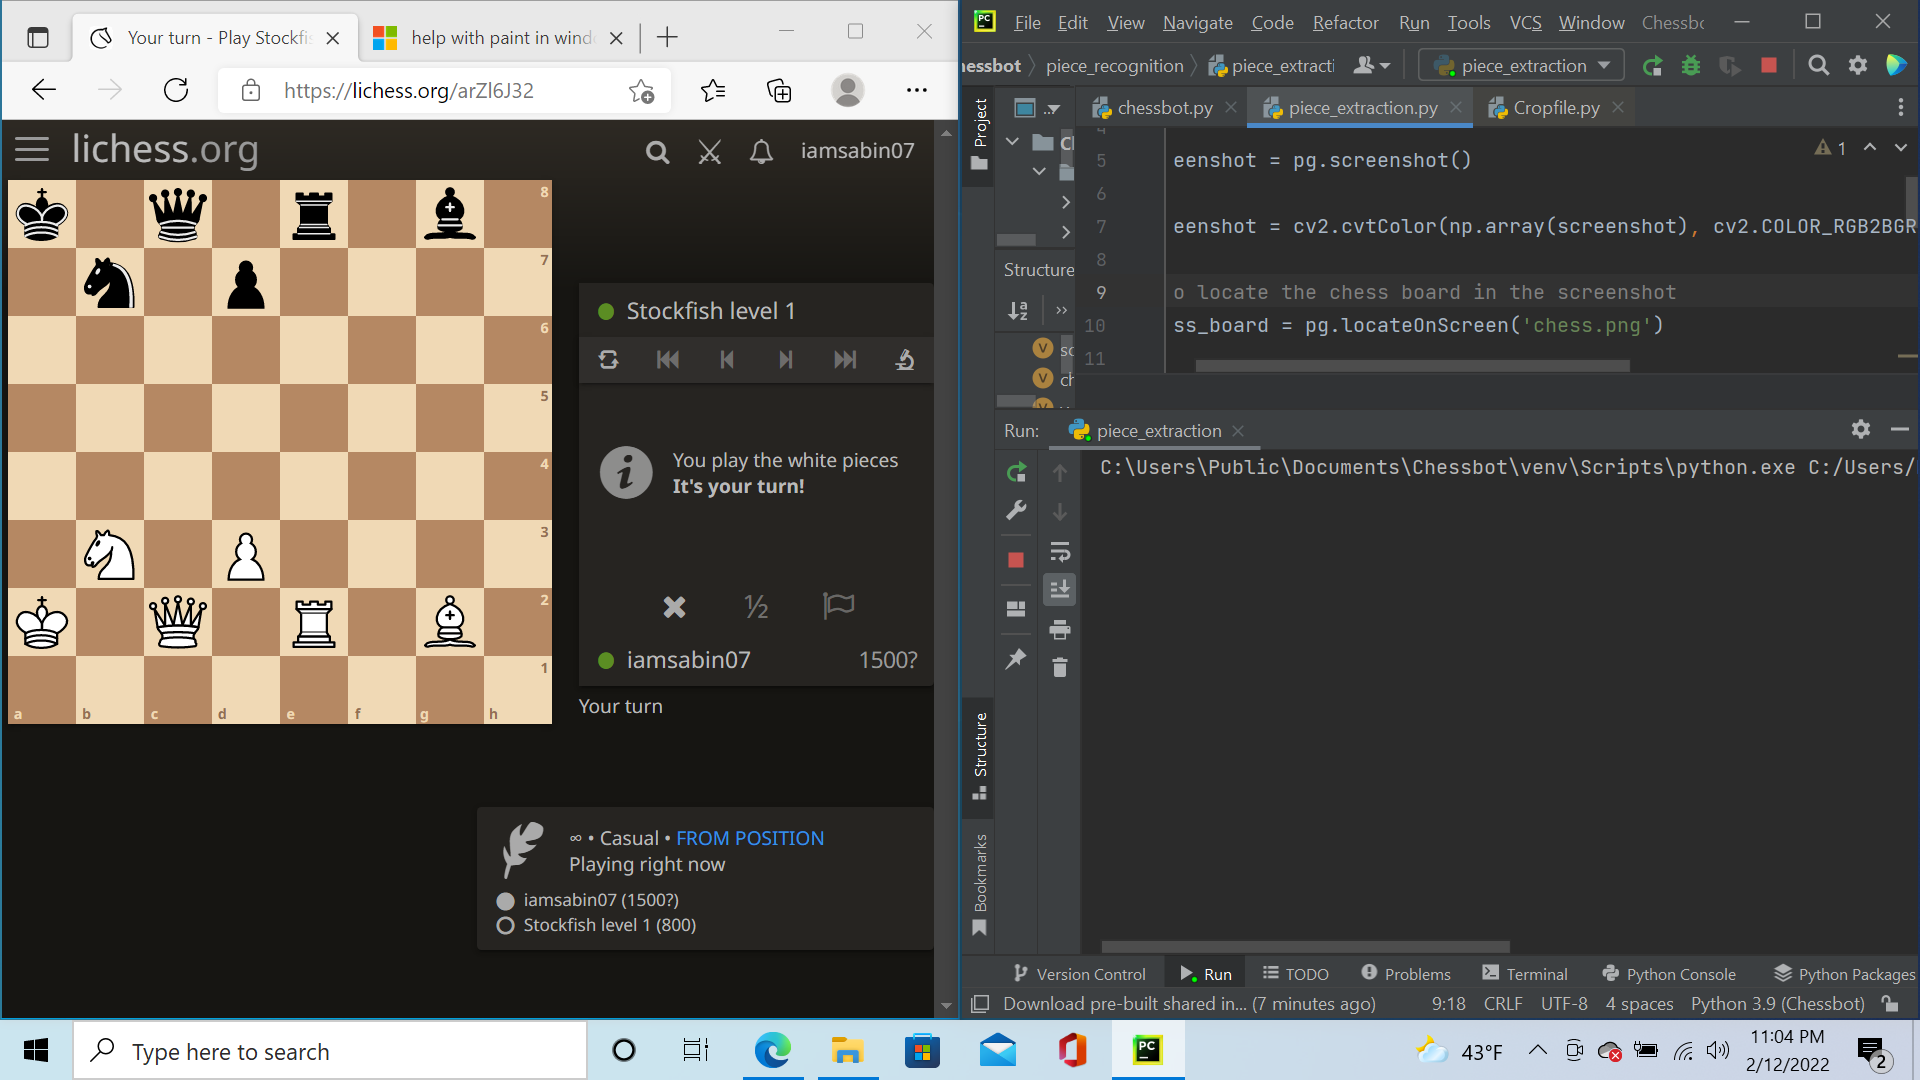 Your turn - Play Stockfis
help with paint in wind
https://lichess.org/arZl6J32
lichess.org
iamsabin07
8
7
6
5
4
3
2
1
a b c d e f g h
Stockfish level 1
You play the white pieces
It's your turn!
½
iamsabin07 1500?
Your turn
∞ • Casual • FROM POSITION
Playing right now
iamsabin07 (1500?)
Stockfish level 1 (800)
PC File Edit View Navigate Code Refactor Run Tools VCS Window Chessbo
hessbot piece_recognition piece_extracti piece_extraction
Project
chessbot.py piece_extraction.py Cropfile.py
4
5 eenshot = pg.screenshot() 1
6
7 eenshot = cv2.cvtColor(np.array(screenshot), cv2.COLOR_RGB2BGR
8
9 o locate the chess board in the screenshot
10 ss_board = pg.locateOnScreen('chess.png')
11
Structure
V sc
V ch
Run: piece_extraction
C:\Users\Public\Documents\Chessbot\venv\Scripts\python.exe C:/Users/
Structure
Bookmarks
Version Control Run TODO Problems Terminal Python Console Python Packages
Download pre-built shared in... (7 minutes ago) 9:18 CRLF UTF-8 4 spaces Python 3.9 (Chessbot)
Type here to search
PC
43°F
11:04 PM
2/12/2022
2